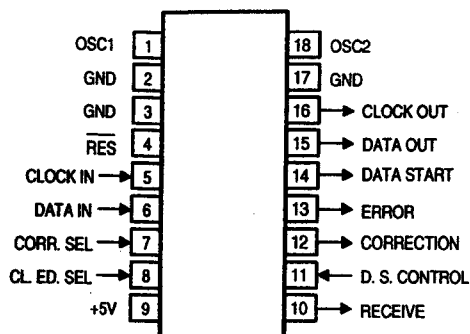 OSC1 1 18 OSC2
GND 2 17 GND
GND 3 16 CLOCK OUT
RES 4 15 DATA OUT
CLOCK IN 5 14 DATA START
DATA IN 6 13 ERROR
CORR. SEL 7 12 CORRECTION
CL. ED. SEL 8 11 D. S. CONTROL
+5V 9 10 RECEIVE